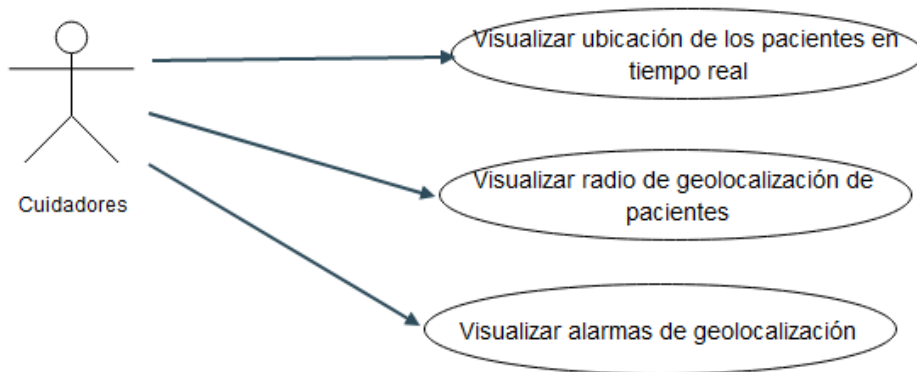 Visualizar ubicación de los pacientes en
tiempo real
Visualizar radio de geolocalización de
pacientes
Cuidadores
Visualizar alarmas de geolocalización